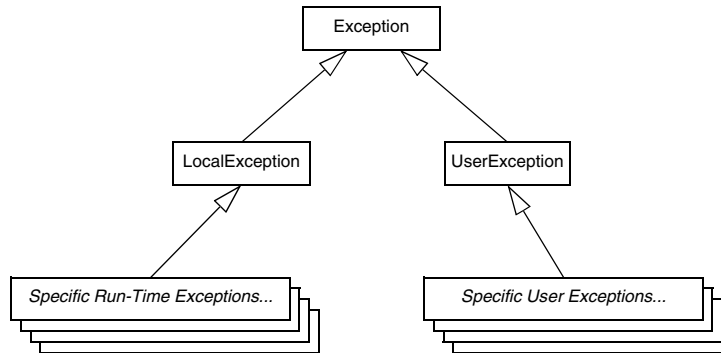 Exception
LocalException
UserException
Specific Run-Time Exceptions...
Specific User Exceptions...